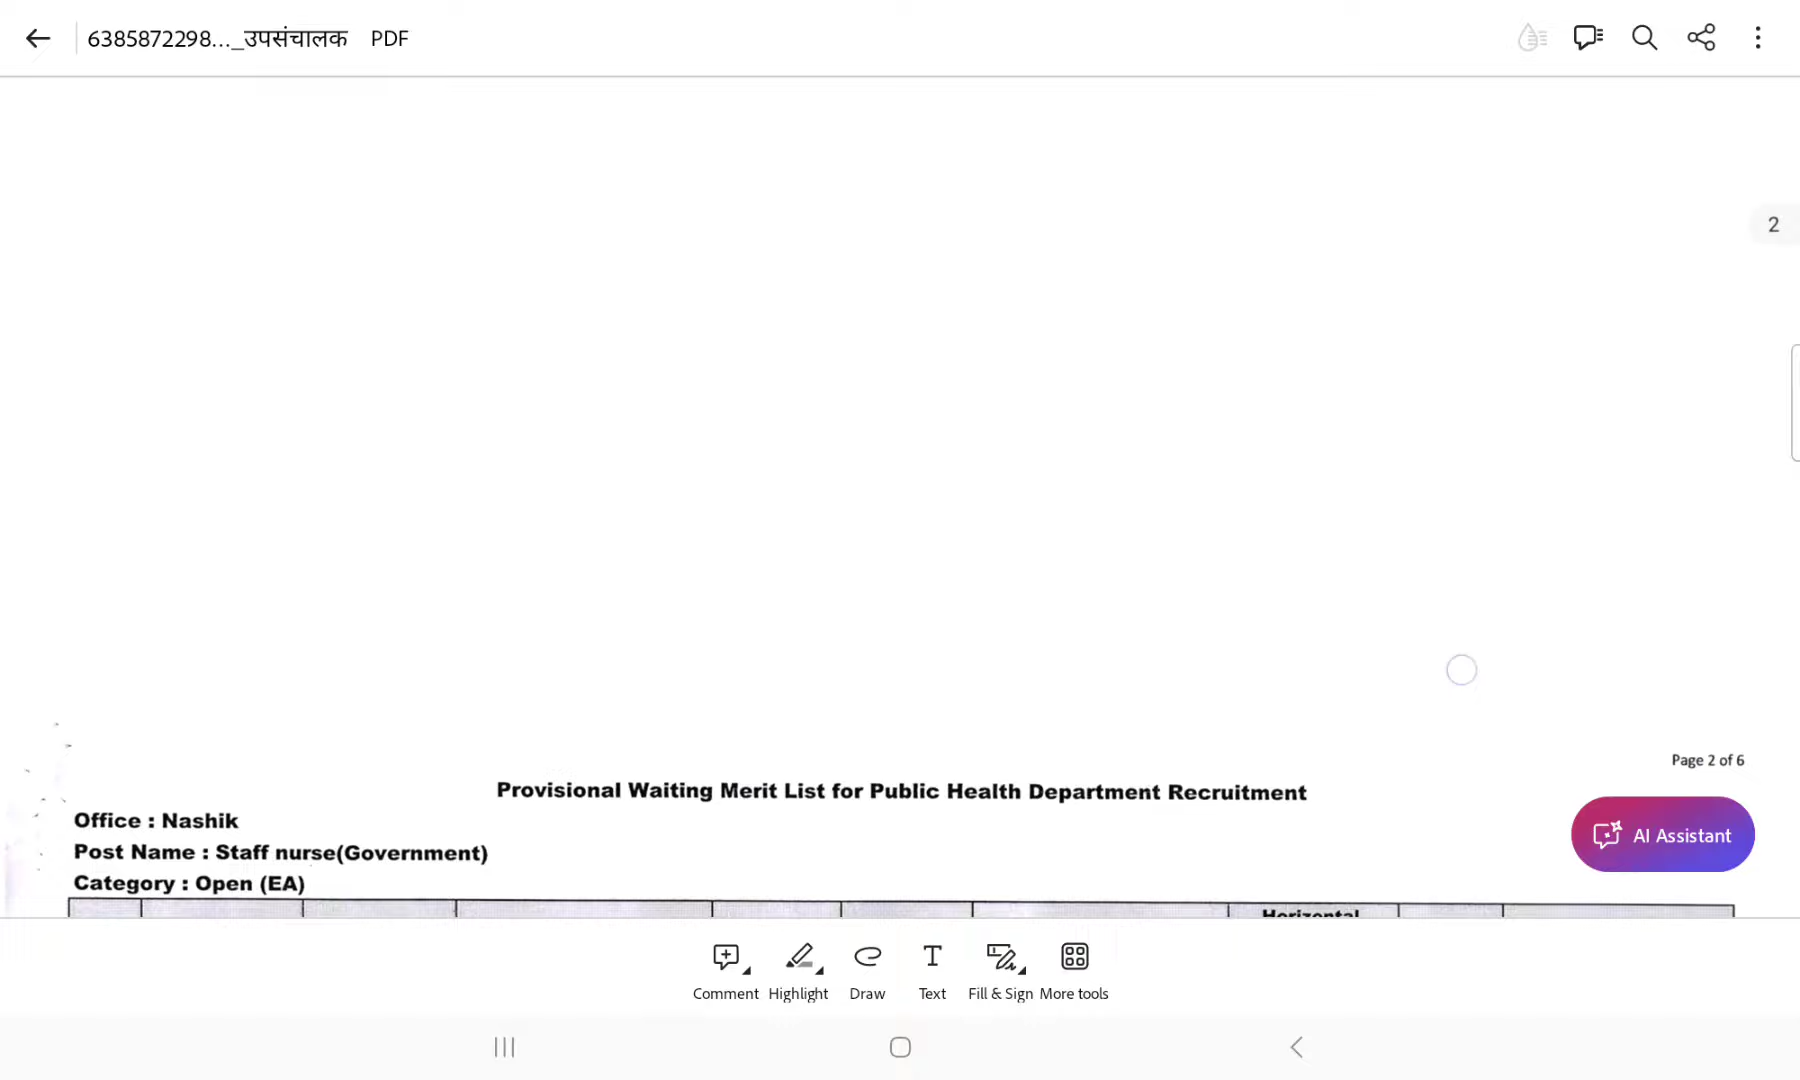 6385872298..._उपसंचालक PDF
2
Page 2 of 6
Provisional Waiting Merit List for Public Health Department Recruitment
Office : Nashik
Post Name : Staff nurse(Government)
Category : Open (EA)
AI Assistant
Horizontal
Comment Highlight Draw Text Fill & Sign More tools